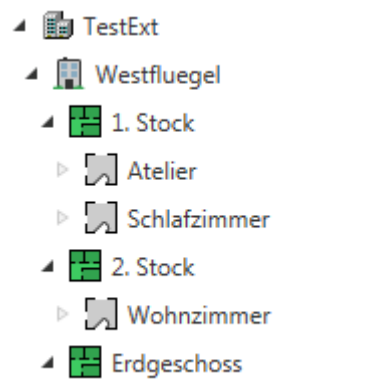 TestExt
Westfluegel
1. Stock
Atelier
Schlafzimmer
2. Stock
Wohnzimmer
Erdgeschoss